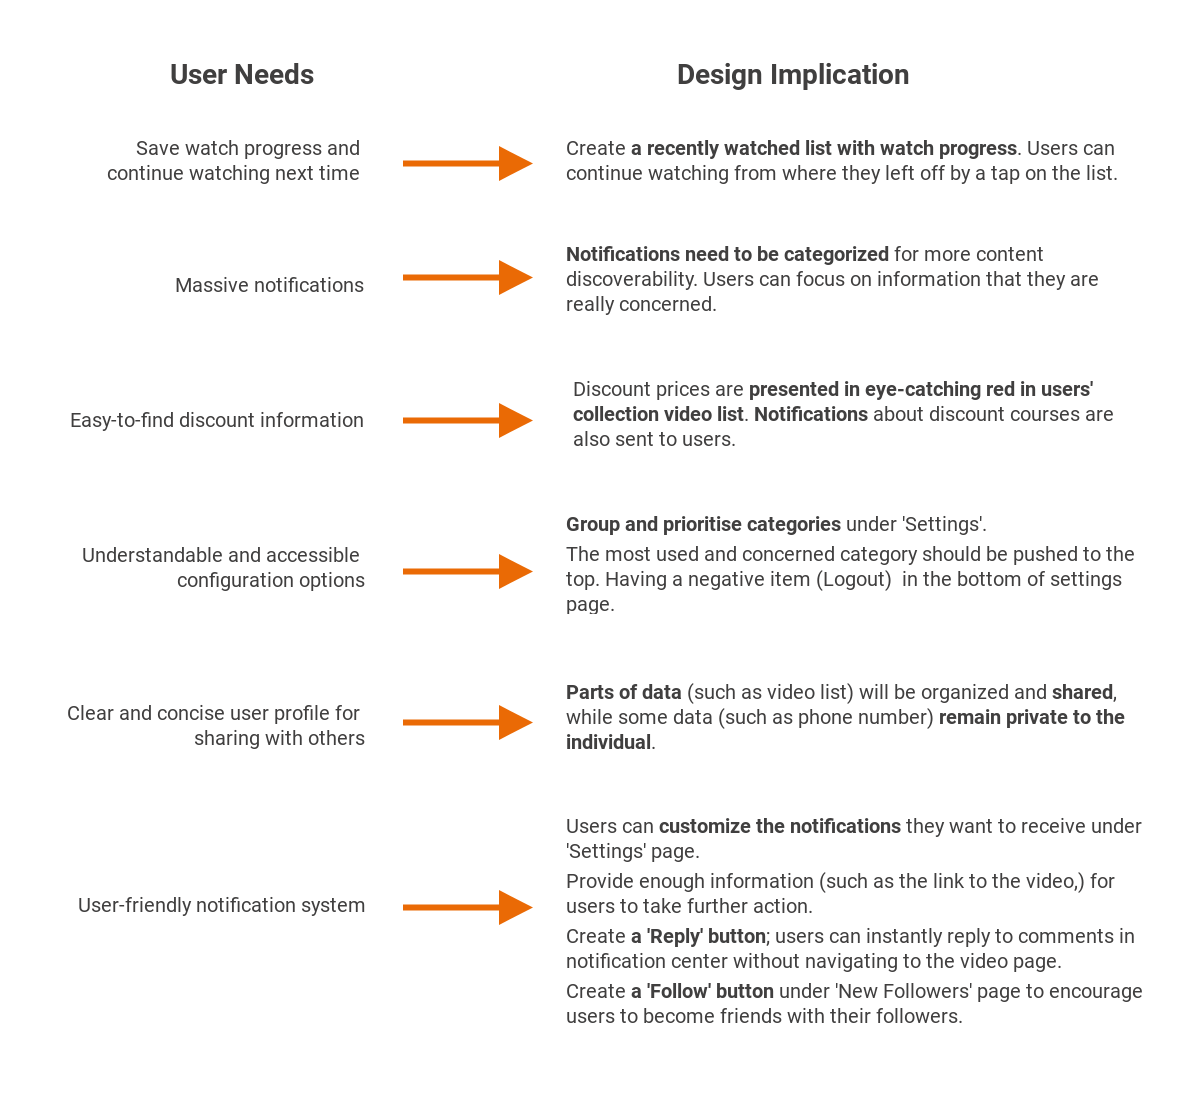 User Needs
Design Implication
Save watch progress and
continue watching next time
Create a recently watched list with watch progress. Users can
continue watching from where they left off by a tap on the list.
Massive notifications
Notifications need to be categorized for more content
discoverability. Users can focus on information that they are
really concerned.
Easy-to-find discount information
Discount prices are presented in eye-catching red in users'
collection video list. Notifications about discount courses are
also sent to users.
Understandable and accessible
configuration options
Group and prioritise categories under 'Settings'.
The most used and concerned category should be pushed to the
top. Having a negative item (Logout)  in the bottom of settings
page.
Clear and concise user profile for
sharing with others
Parts of data (such as video list) will be organized and shared,
while some data (such as phone number) remain private to the
individual.
User-friendly notification system
Users can customize the notifications they want to receive under
'Settings' page.
Provide enough information (such as the link to the video,) for
users to take further action.
Create a 'Reply' button; users can instantly reply to comments in
notification center without navigating to the video page.
Create a 'Follow' button under 'New Followers' page to encourage
users to become friends with their followers.